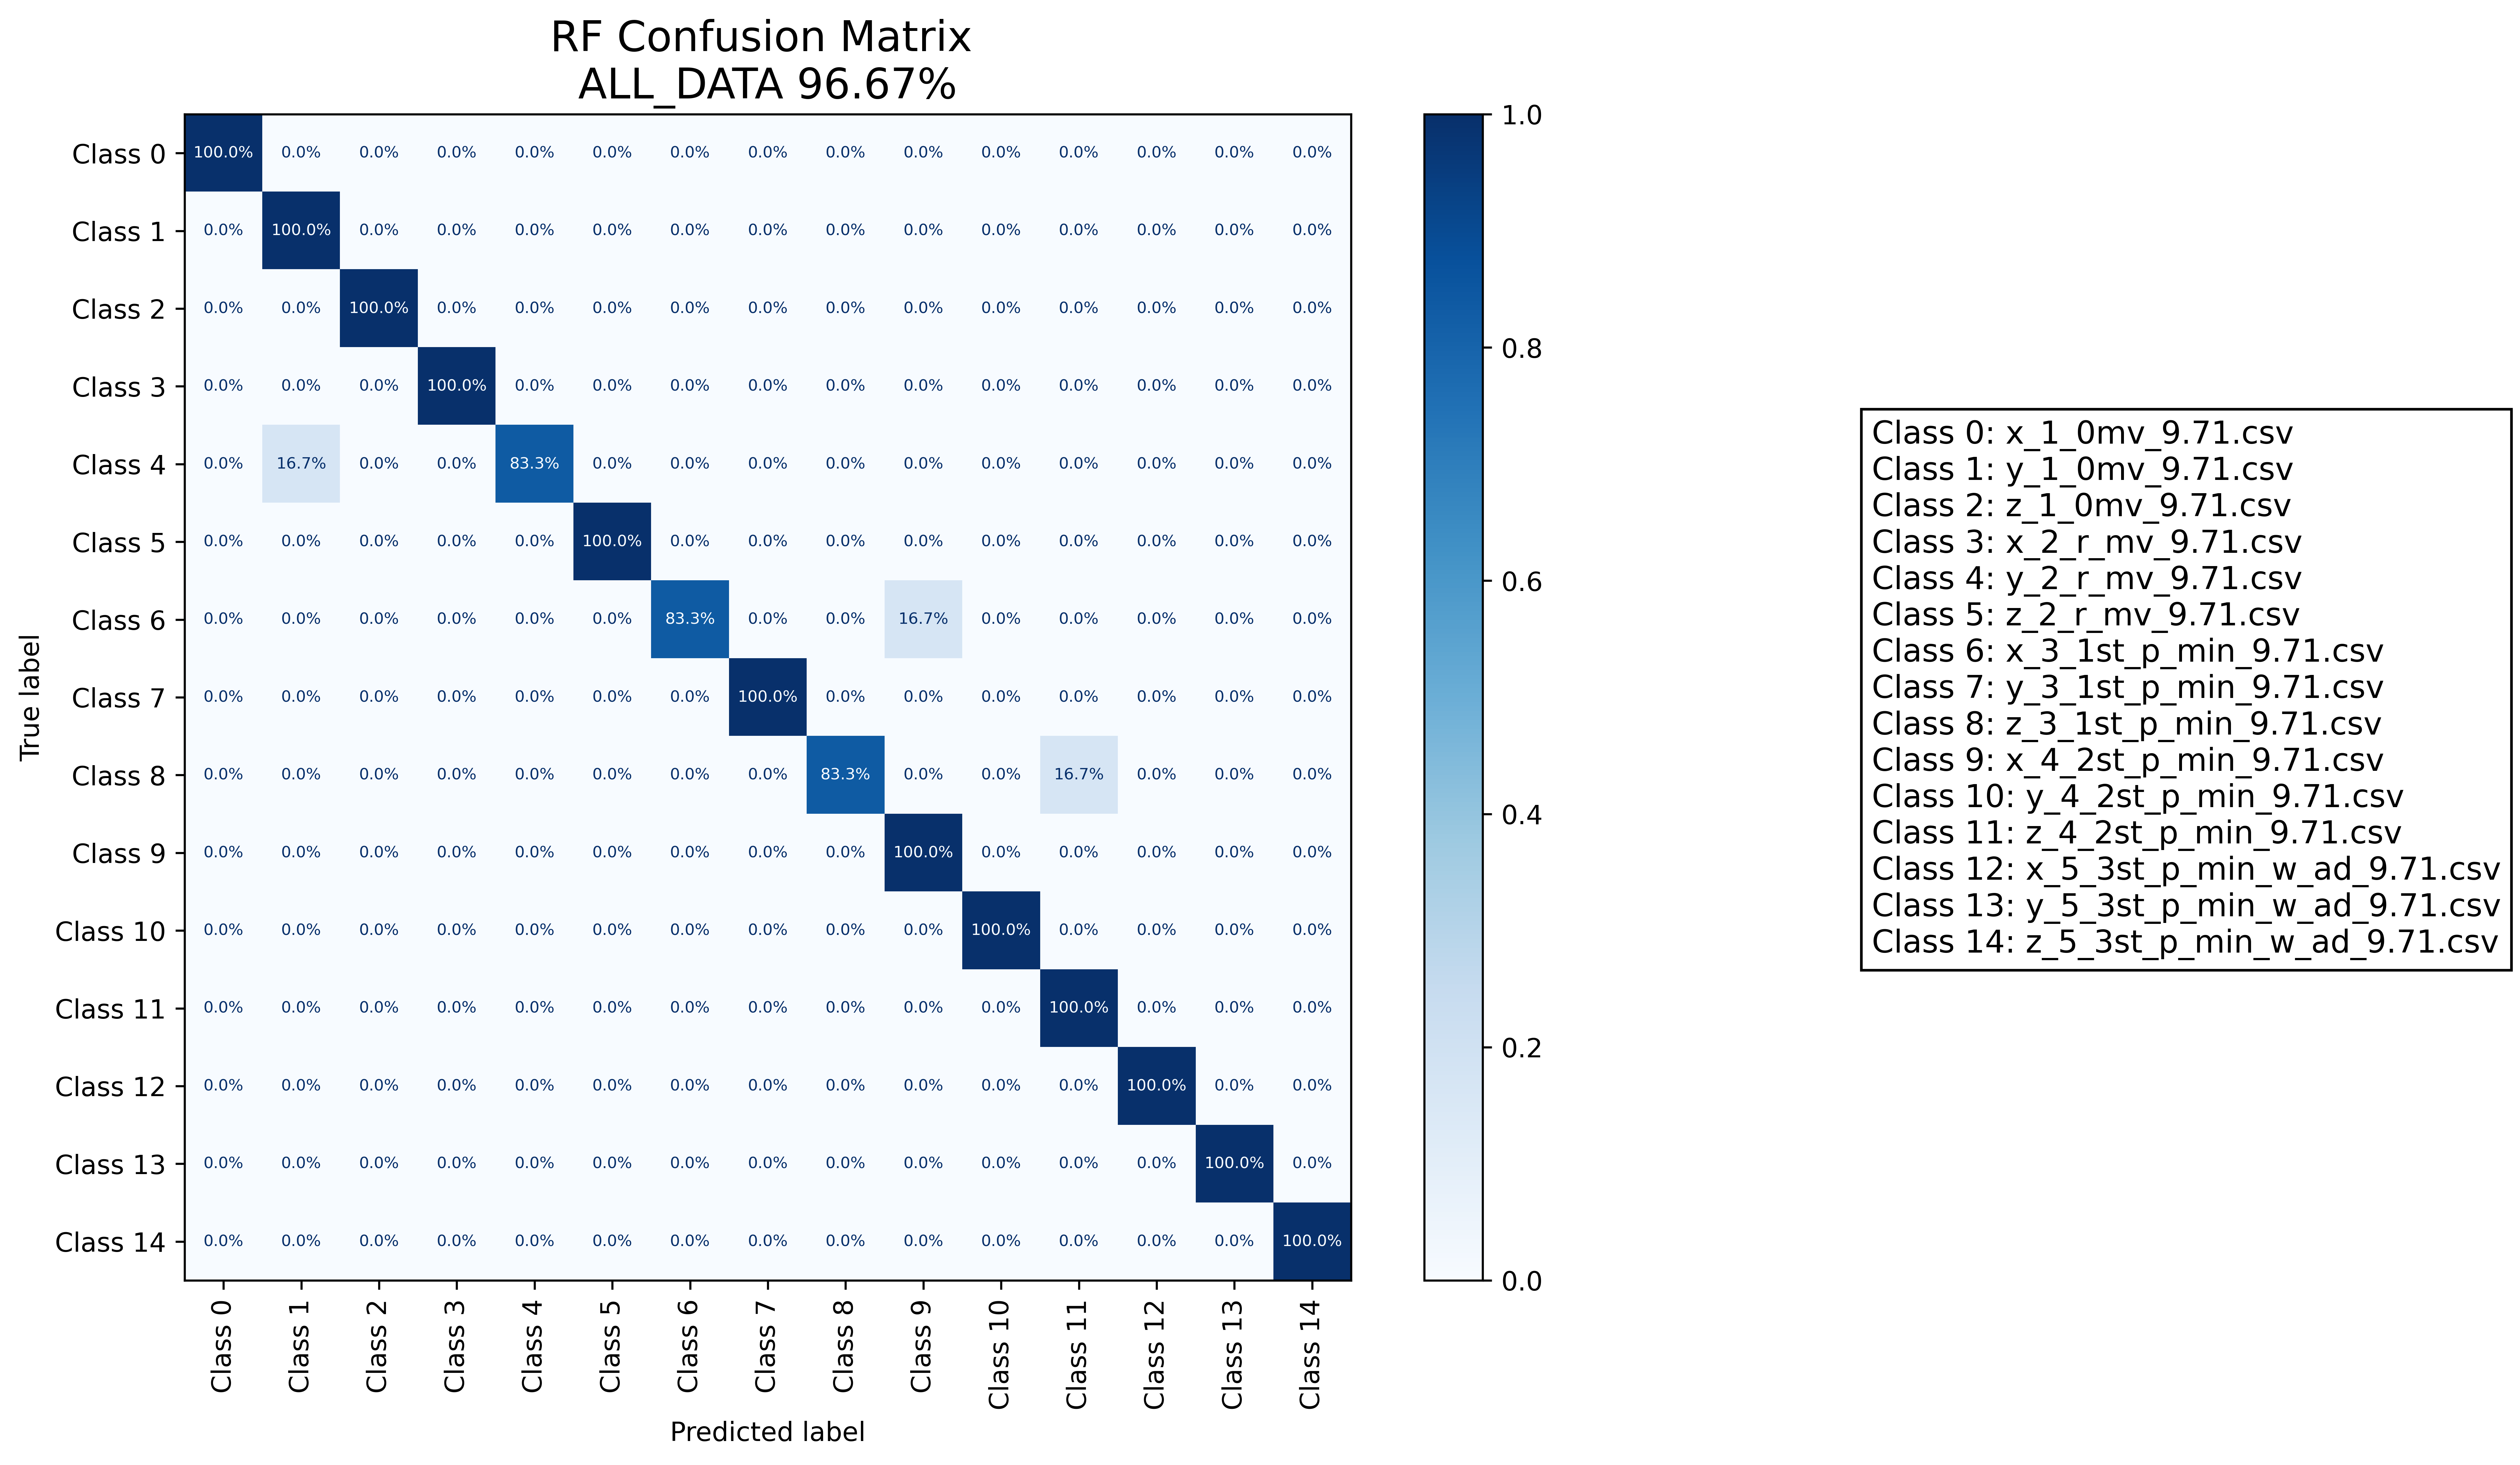 RF Confusion Matrix
ALL_DATA 96.67%
True label
Class 0 100.0% 0.0% 0.0% 0.0% 0.0% 0.0% 0.0% 0.0% 0.0% 0.0% 0.0% 0.0% 0.0% 0.0% 0.0%
Class 1 0.0% 100.0% 0.0% 0.0% 0.0% 0.0% 0.0% 0.0% 0.0% 0.0% 0.0% 0.0% 0.0% 0.0% 0.0%
Class 2 0.0% 0.0% 100.0% 0.0% 0.0% 0.0% 0.0% 0.0% 0.0% 0.0% 0.0% 0.0% 0.0% 0.0% 0.0%
Class 3 0.0% 0.0% 0.0% 100.0% 0.0% 0.0% 0.0% 0.0% 0.0% 0.0% 0.0% 0.0% 0.0% 0.0% 0.0%
Class 4 0.0% 16.7% 0.0% 0.0% 83.3% 0.0% 0.0% 0.0% 0.0% 0.0% 0.0% 0.0% 0.0% 0.0% 0.0%
Class 5 0.0% 0.0% 0.0% 0.0% 0.0% 100.0% 0.0% 0.0% 0.0% 0.0% 0.0% 0.0% 0.0% 0.0% 0.0%
Class 6 0.0% 0.0% 0.0% 0.0% 0.0% 0.0% 83.3% 0.0% 0.0% 16.7% 0.0% 0.0% 0.0% 0.0% 0.0%
Class 7 0.0% 0.0% 0.0% 0.0% 0.0% 0.0% 0.0% 100.0% 0.0% 0.0% 0.0% 0.0% 0.0% 0.0% 0.0%
Class 8 0.0% 0.0% 0.0% 0.0% 0.0% 0.0% 0.0% 0.0% 83.3% 0.0% 0.0% 16.7% 0.0% 0.0% 0.0%
Class 9 0.0% 0.0% 0.0% 0.0% 0.0% 0.0% 0.0% 0.0% 0.0% 100.0% 0.0% 0.0% 0.0% 0.0% 0.0%
Class 10 0.0% 0.0% 0.0% 0.0% 0.0% 0.0% 0.0% 0.0% 0.0% 0.0% 100.0% 0.0% 0.0% 0.0% 0.0%
Class 11 0.0% 0.0% 0.0% 0.0% 0.0% 0.0% 0.0% 0.0% 0.0% 0.0% 0.0% 100.0% 0.0% 0.0% 0.0%
Class 12 0.0% 0.0% 0.0% 0.0% 0.0% 0.0% 0.0% 0.0% 0.0% 0.0% 0.0% 0.0% 100.0% 0.0% 0.0%
Class 13 0.0% 0.0% 0.0% 0.0% 0.0% 0.0% 0.0% 0.0% 0.0% 0.0% 0.0% 0.0% 0.0% 100.0% 0.0%
Class 14 0.0% 0.0% 0.0% 0.0% 0.0% 0.0% 0.0% 0.0% 0.0% 0.0% 0.0% 0.0% 0.0% 0.0% 100.0%
Class 0 Class 1 Class 2 Class 3 Class 4 Class 5 Class 6 Class 7 Class 8 Class 9 Class 10 Class 11 Class 12 Class 13 Class 14
Predicted label
1.0
0.8
0.6
0.4
0.2
0.0
Class 0: x_1_0mv_9.71.csv
Class 1: y_1_0mv_9.71.csv
Class 2: z_1_0mv_9.71.csv
Class 3: x_2_r_mv_9.71.csv
Class 4: y_2_r_mv_9.71.csv
Class 5: z_2_r_mv_9.71.csv
Class 6: x_3_1st_p_min_9.71.csv
Class 7: y_3_1st_p_min_9.71.csv
Class 8: z_3_1st_p_min_9.71.csv
Class 9: x_4_2st_p_min_9.71.csv
Class 10: y_4_2st_p_min_9.71.csv
Class 11: z_4_2st_p_min_9.71.csv
Class 12: x_5_3st_p_min_w_ad_9.71.csv
Class 13: y_5_3st_p_min_w_ad_9.71.csv
Class 14: z_5_3st_p_min_w_ad_9.71.csv